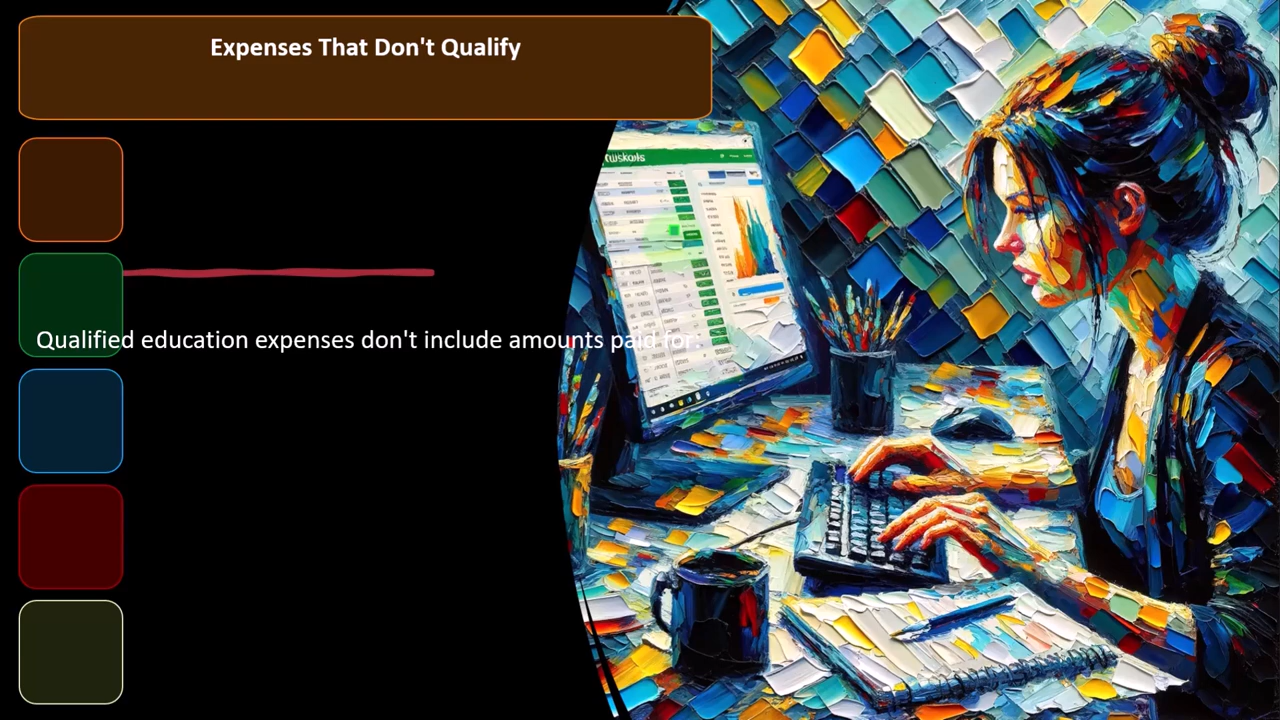 Expenses That Don't Qualify
Qualified education expenses don't include amounts paid for: